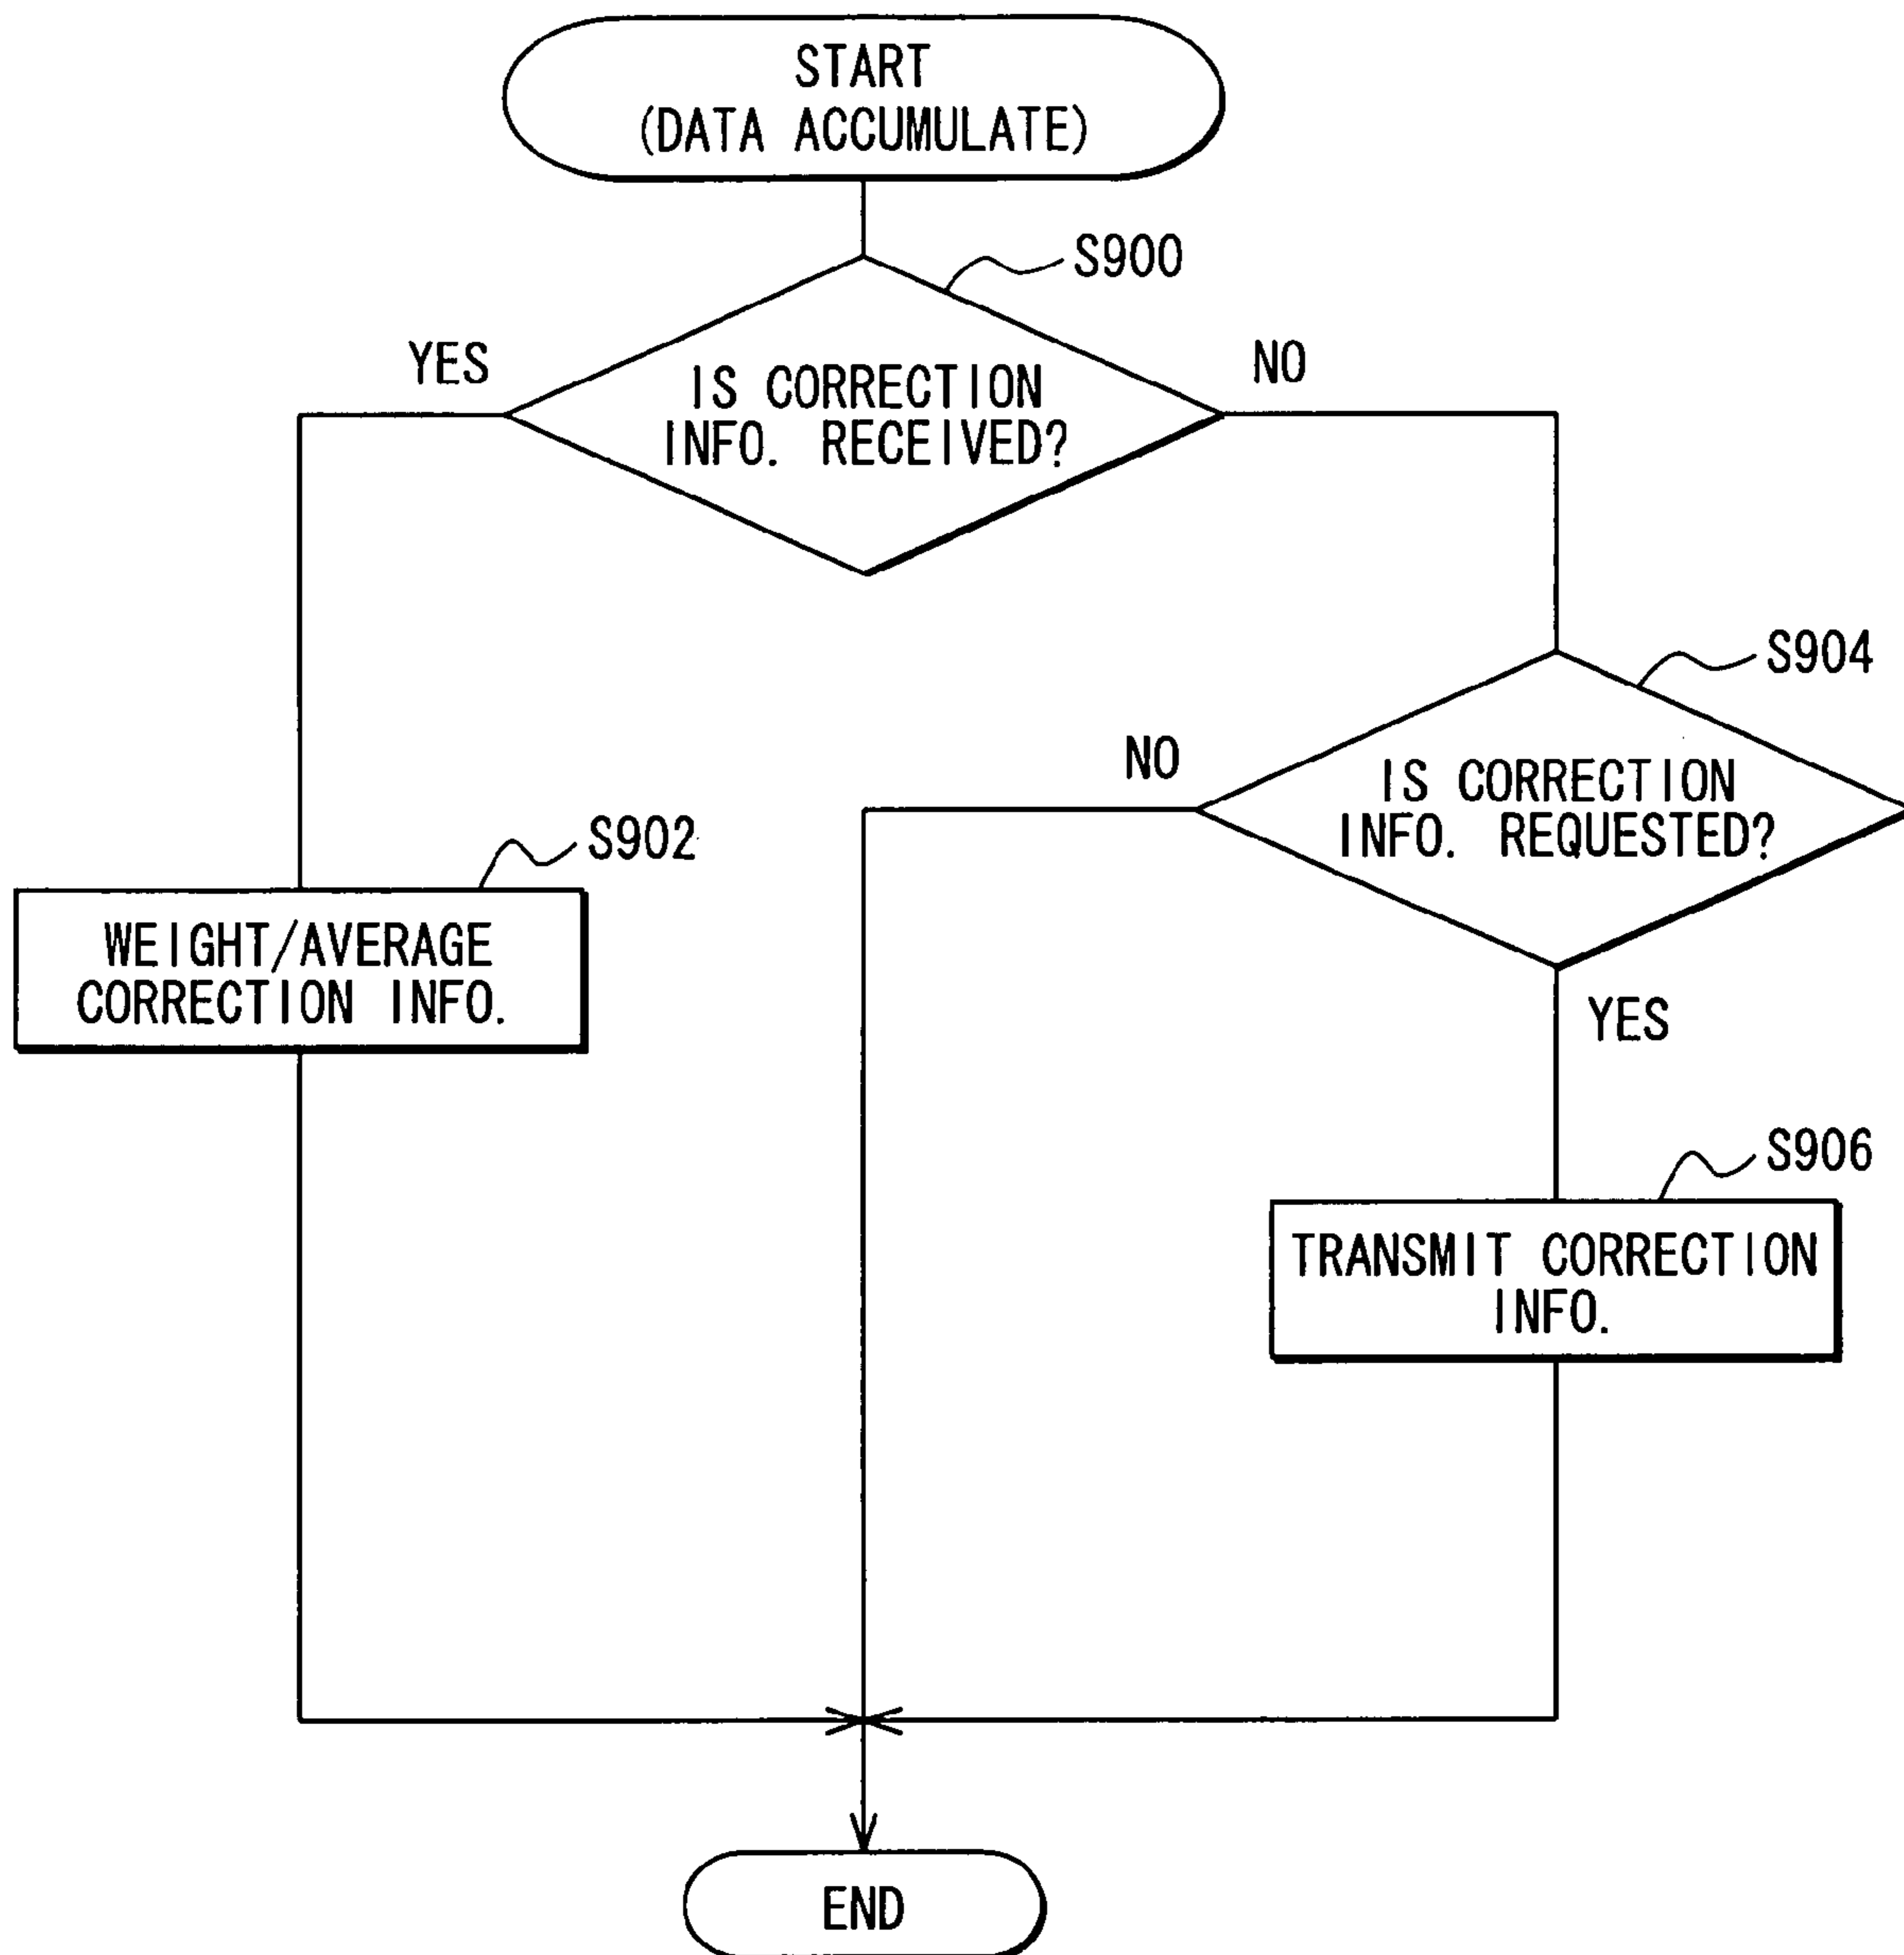 START
(DATA ACCUMULATE)
S900
YES
NO
IS CORRECTION
INFO. RECEIVED?
S904
NO
IS CORRECTION
INFO. REQUESTED?
S902
WEIGHT/AVERAGE
CORRECTION INFO.
YES
S906
TRANSMIT CORRECTION
INFO.
END